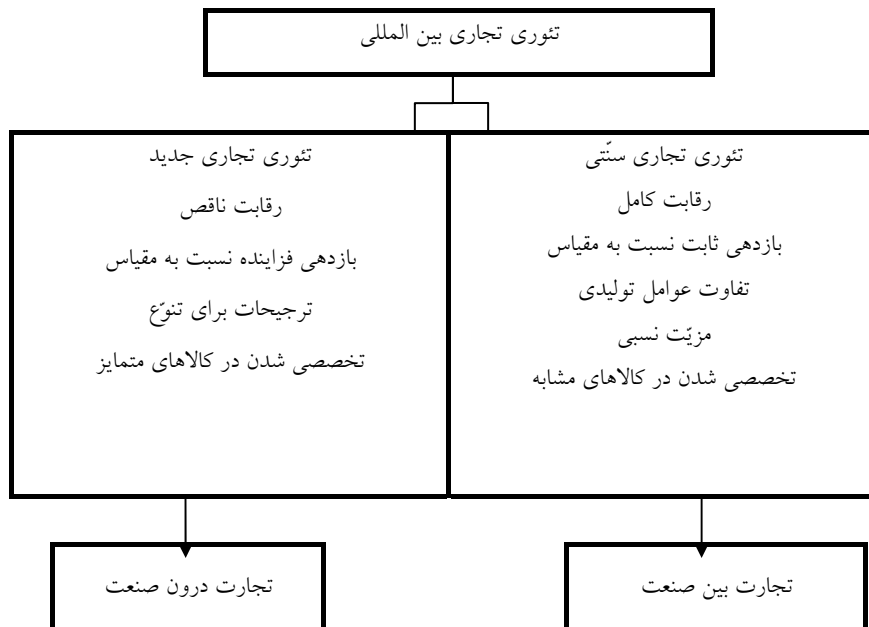 تئوری تجاری بین المللی
تئوری تجاری سنّتی
رقابت کامل
بازدهی ثابت نسبت به مقیاس
تفاوت عوامل تولیدی
مزیّت نسبی
تخصصی شدن در کالاهای مشابه
تئوری تجاری جدید
رقابت ناقص
بازدهی فزاینده نسبت به مقیاس
ترجیحات برای تنوّع
تخصصی شدن در کالاهای متمایز
تجارت بین صنعت
تجارت درون صنعت